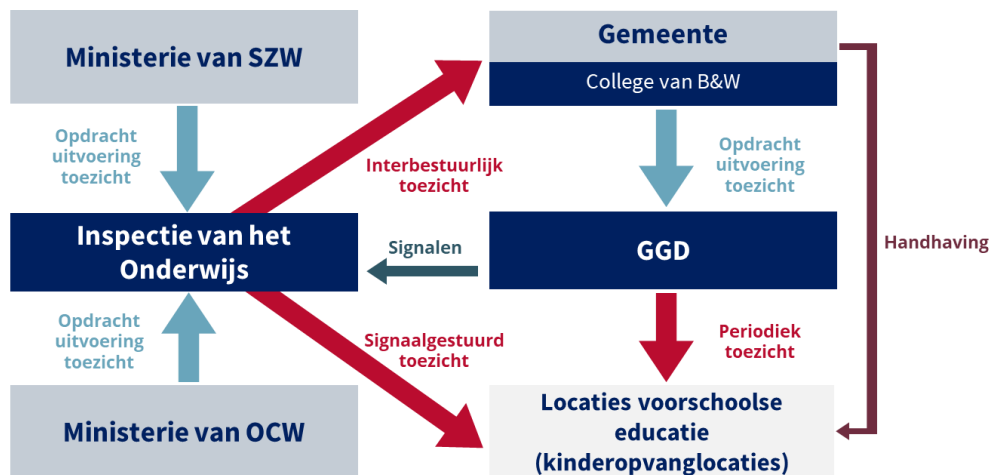 Ministerie van SZW
Gemeente
College van B&W
Opdracht
uitvoering
toezicht
Interbestuurlijk
toezicht
Opdracht
uitvoering
toezicht
Inspectie van het
Onderwijs
Signalen
GGD
Handhaving
Opdracht
uitvoering
toezicht
Signaalgestuurd
toezicht
Periodiek
toezicht
Ministerie van OCW
Locaties voorschoolse
educatie
(kinderopvanglocaties)